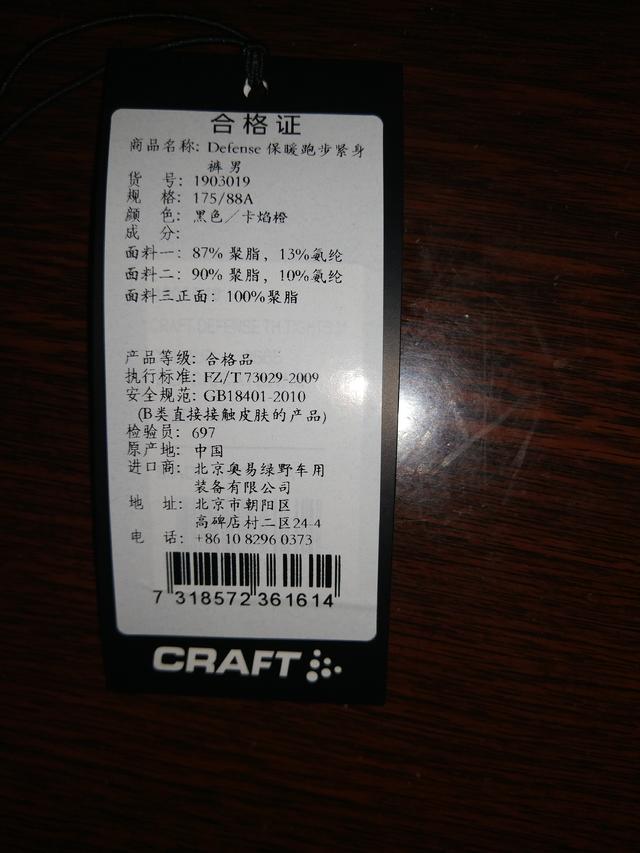 合格证
商品名称: Defense 保暖跑步紧身
裤 男
货 号: 1903019
规 格: 175/88A
颜 色: 黑色/卡焰橙
成 分:
面料一: 87% 聚脂, 13%氨纶
面料二: 90% 聚脂, 10%氨纶
面料三正面: 100%聚脂
产品等级: 合格品
执行标准: FZ/T 73029-2009
安全规范: GB18401-2010
(B类直接接触皮肤的产品)
检验员: 697
原产地: 中国
进口商: 北京奥易绿野车用
装备有限公司
地 址: 北京市朝阳区
高碑店村二区24-4
电 话: +86 10 8296 0373
7 318572 361614
CRAFT